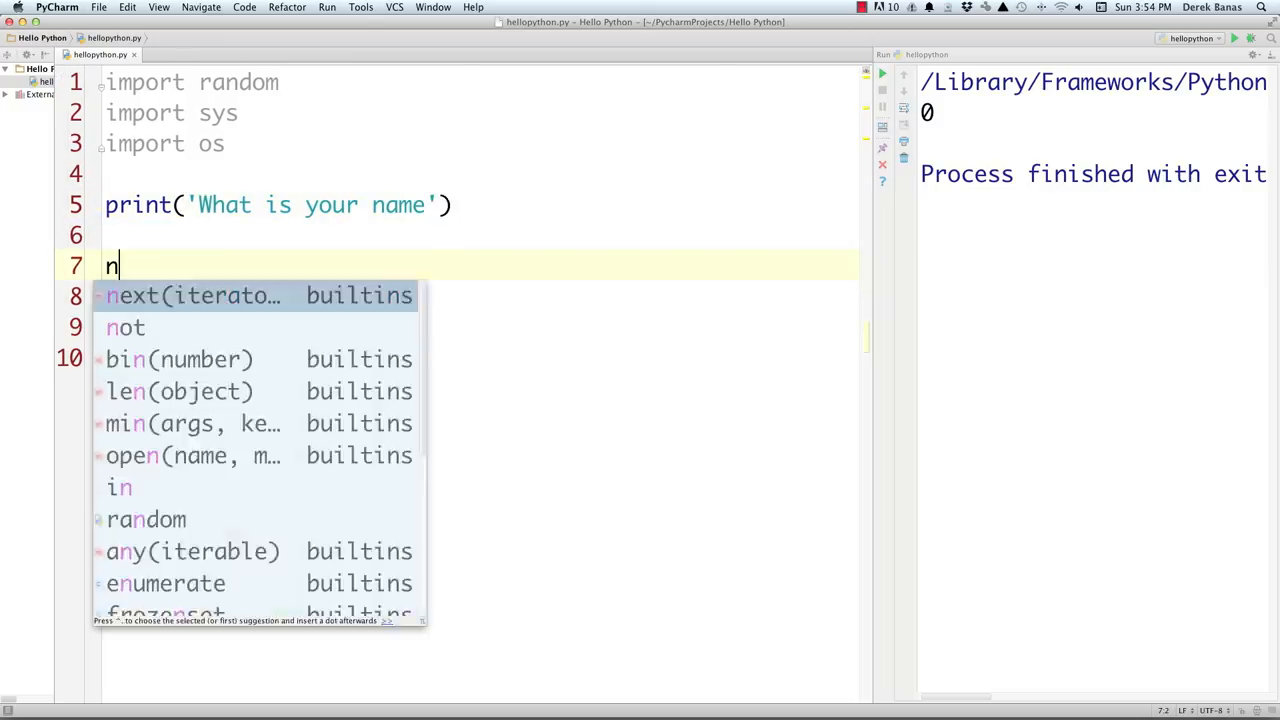 PyCharm File Edit View Navigate Code Refactor Run Tools VCS Window Help 10 Sun 3:54 PM Derek Banas
hellopython.py – Hello Python – [~/PycharmProjects/Hello Python]
Hello Python hellopython.py hellopython
hellopython.py Run hellopython
Hello P
hell
Externa
1 import random
2 import sys
3 import os
4
5 print('What is your name')
6
7 n
8
9
10
next(iterato… builtins
not
bin(number) builtins
len(object) builtins
min(args, ke… builtins
open(name, m… builtins
in
random
any(iterable) builtins
enumerate builtins
frozenset builtins
Press ^. to choose the selected (or first) suggestion and insert a dot afterwards >>
/Library/Frameworks/Python
0
Process finished with exit
7:2 LF UTF-8